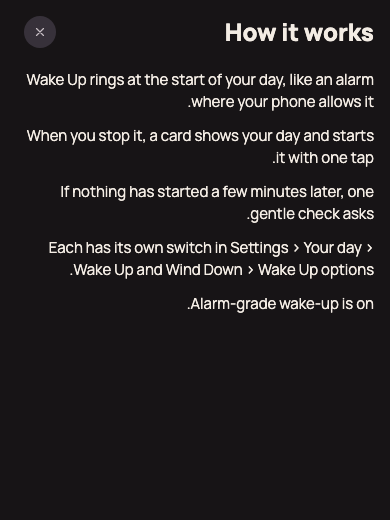 How it works
Wake Up rings at the start of your day, like an alarm
.where your phone allows it
When you stop it, a card shows your day and starts
.it with one tap
If nothing has started a few minutes later, one
.gentle check asks
Each has its own switch in Settings › Your day ›
.Wake Up and Wind Down › Wake Up options
.Alarm-grade wake-up is on